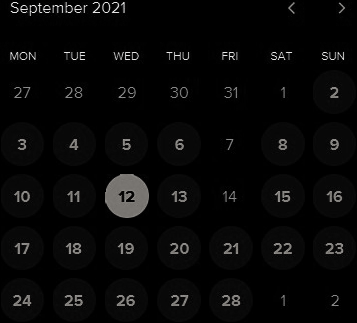 September 2021 < >
MON TUE WED THU FRI SAT SUN
27 28 29 30 31 1 2
3 4 5 6 7 8 9
10 11 12 13 14 15 16
17 18 19 20 21 22 23
24 25 26 27 28 1 2